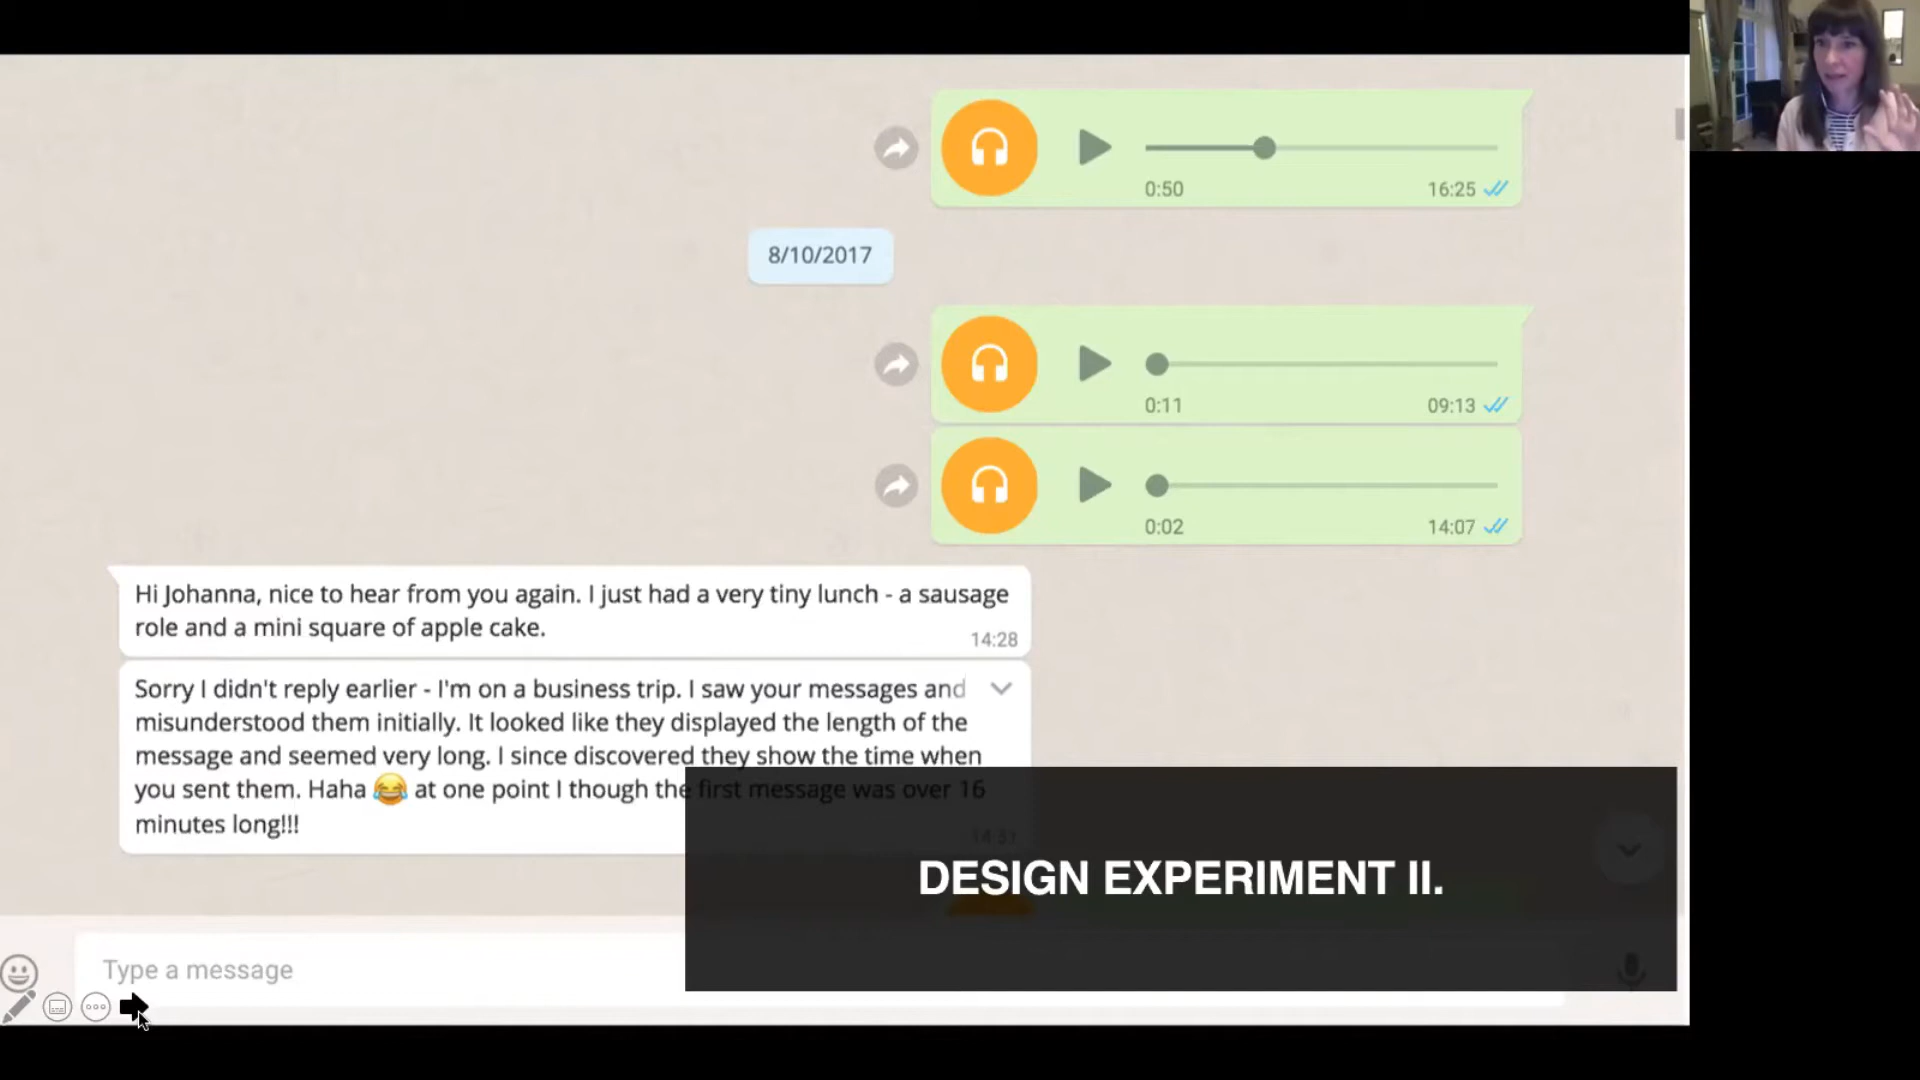 0:50 16:25
8/10/2017
0:11 09:13
0:02 14:07
Hi Johanna, nice to hear from you again. I just had a very tiny lunch - a sausage
role and a mini square of apple cake.
14:28
Sorry I didn't reply earlier - I'm on a business trip. I saw your messages and
misunderstood them initially. It looked like they displayed the length of the
message and seemed very long. I since discovered they show the time when
you sent them. Haha 😂 at one point I though the first message was over 16
minutes long!!!
14:31
DESIGN EXPERIMENT II.
Type a message